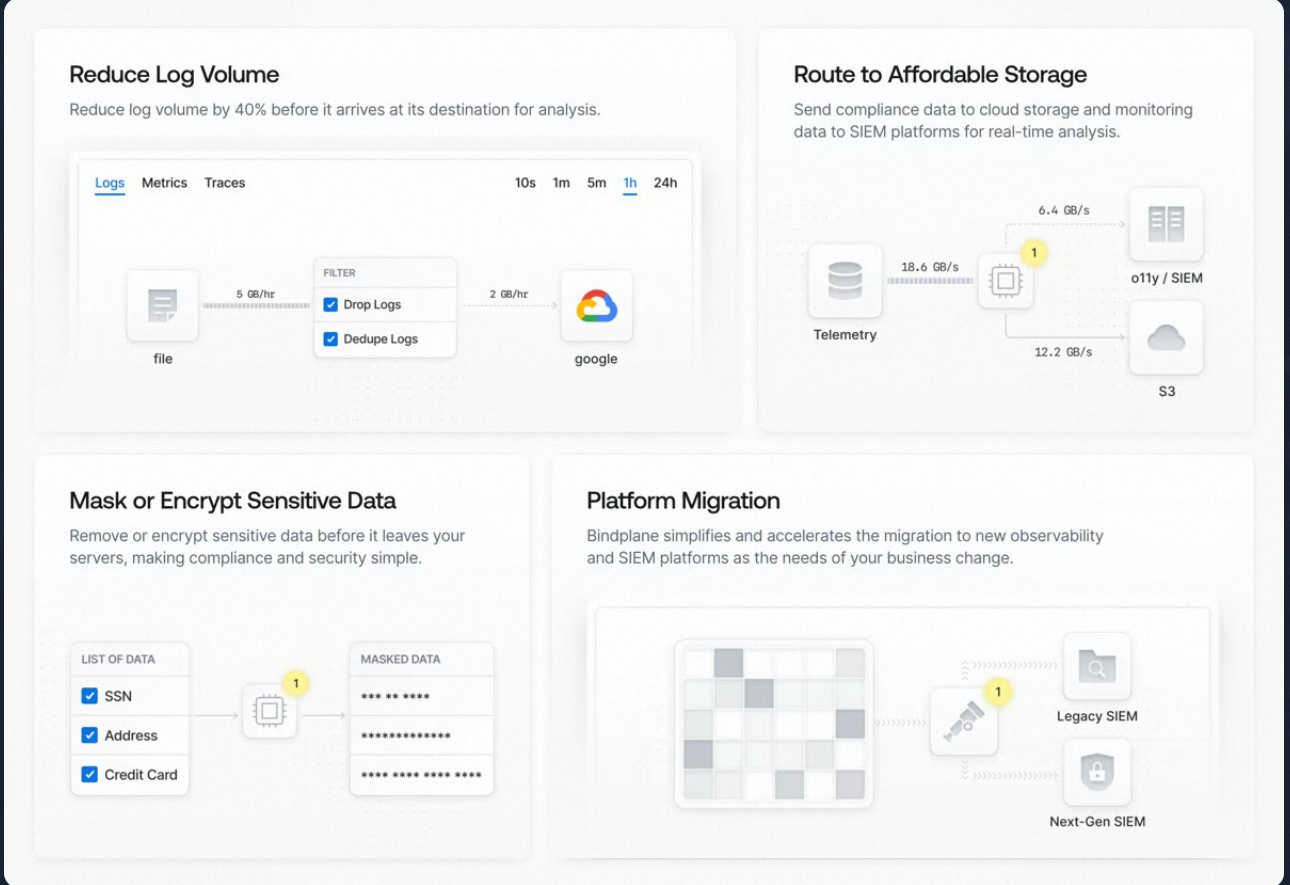 Reduce Log Volume
Reduce log volume by 40% before it arrives at its destination for analysis.
Logs Metrics Traces 10s 1m 5m 1h 24h
5 GB/hr
file
FILTER
Drop Logs
Dedupe Logs
2 GB/hr
google
Route to Affordable Storage
Send compliance data to cloud storage and monitoring
data to SIEM platforms for real-time analysis.
Telemetry
18.6 GB/s
1
6.4 GB/s
o11y / SIEM
12.2 GB/s
S3
Mask or Encrypt Sensitive Data
Remove or encrypt sensitive data before it leaves your
servers, making compliance and security simple.
LIST OF DATA
SSN
Address
Credit Card
1
MASKED DATA
*** ** ****
*************
**** **** **** ****
Platform Migration
Bindplane simplifies and accelerates the migration to new observability
and SIEM platforms as the needs of your business change.
1
Legacy SIEM
Next-Gen SIEM